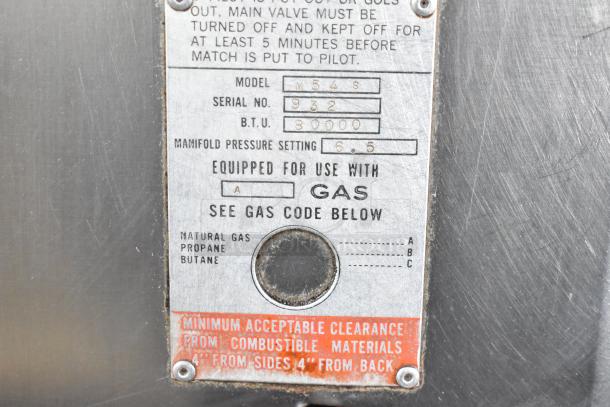 OUT, MAIN VALVE MUST BE
TURNED OFF AND KEPT OFF FOR
AT LEAST 5 MINUTES BEFORE
MATCH IS PUT TO PILOT.
MODEL M54S
SERIAL NO. 932
B.T.U. 80000
MANIFOLD PRESSURE SETTING 6.5
EQUIPPED FOR USE WITH
A GAS
SEE GAS CODE BELOW
NATURAL GAS A
PROPANE B
BUTANE C
MINIMUM ACCEPTABLE CLEARANCE
FROM COMBUSTIBLE MATERIALS
4" FROM SIDES 4" FROM BACK